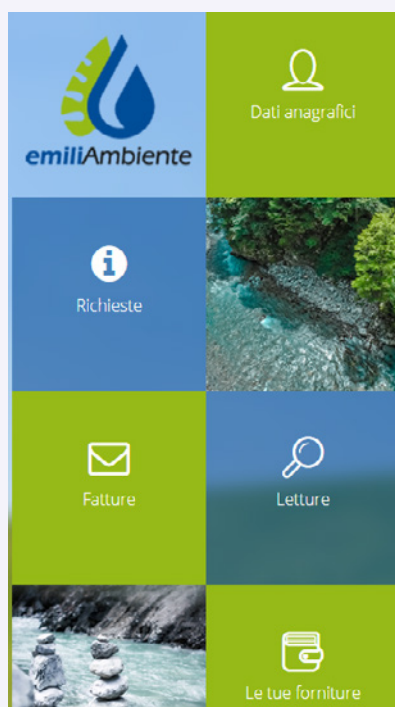 emiliAmbiente
Dati anagrafici
Richieste
Fatture
Letture
Le tue forniture